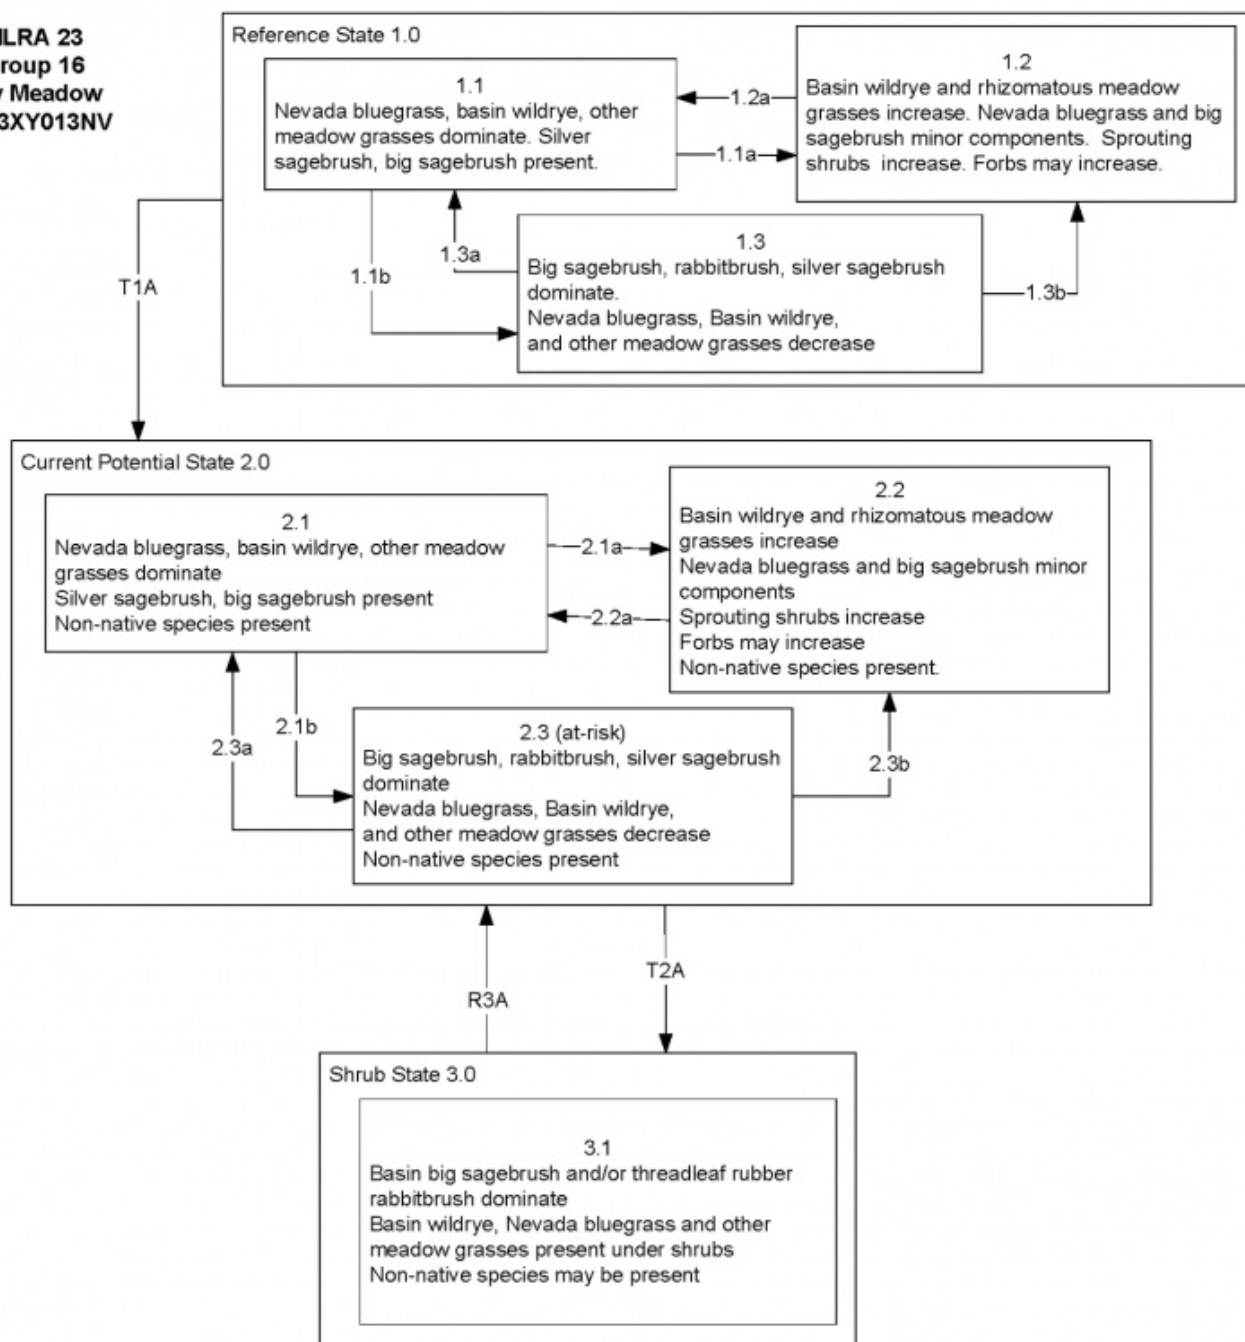 Group 16
Meadow
Reference State 1.0
1.1
Nevada bluegrass, basin wildrye, other
meadow grasses dominate. Silver
sagebrush, big sagebrush present.
1.2a
1.1a
1.2
Basin wildrye and rhizomatous meadow
grasses increase. Nevada bluegrass and big
sagebrush minor components.  Sprouting
shrubs  increase. Forbs may increase.
1.3a
1.1b
1.3
Big sagebrush, rabbitbrush, silver sagebrush
dominate.
Nevada bluegrass, Basin wildrye,
and other meadow grasses decrease
1.3b
T1A
Current Potential State 2.0
2.1
Nevada bluegrass, basin wildrye, other meadow
grasses dominate
Silver sagebrush, big sagebrush present
Non-native species present
2.1a
2.2a
2.2
Basin wildrye and rhizomatous meadow
grasses increase
Nevada bluegrass and big sagebrush minor
components
Sprouting shrubs increase
Forbs may increase
Non-native species present.
2.3a
2.1b
2.3 (at-risk)
Big sagebrush, rabbitbrush, silver sagebrush
dominate
Nevada bluegrass, Basin wildrye,
and other meadow grasses decrease
Non-native species present
2.3b
R3A
T2A
Shrub State 3.0
3.1
Basin big sagebrush and/or threadleaf rubber
rabbitbrush dominate
Basin wildrye, Nevada bluegrass and other
meadow grasses present under shrubs
Non-native species may be present